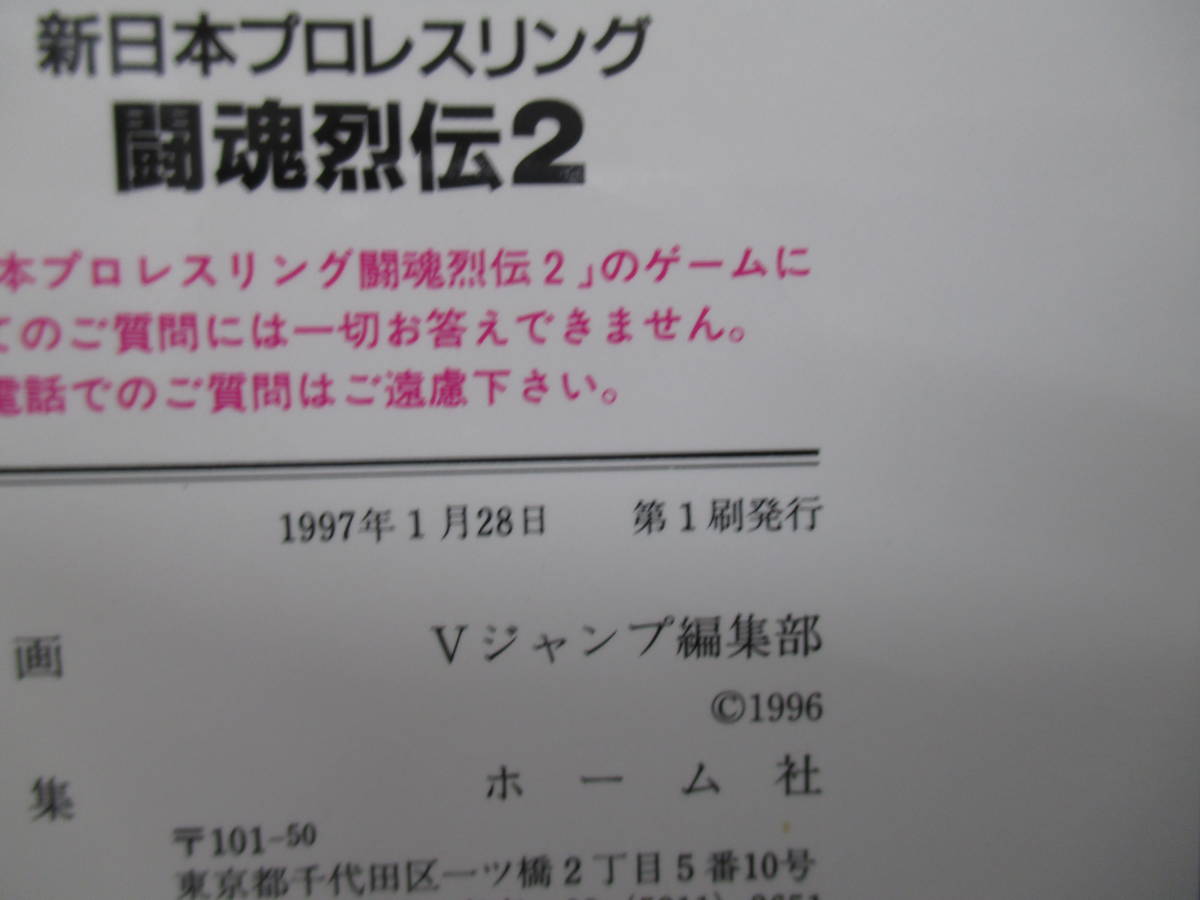 新日本プロレスリング
闘魂烈伝2
本プロレスリング闘魂烈伝2」のゲームに
てのご質問には一切お答えできません。
電話でのご質問はご遠慮下さい。
1997年1月28日 第1刷発行
画 Vジャンプ編集部
©1996
集 ホーム社
〒101-50
東京都千代田区一ツ橋2丁目5番10号